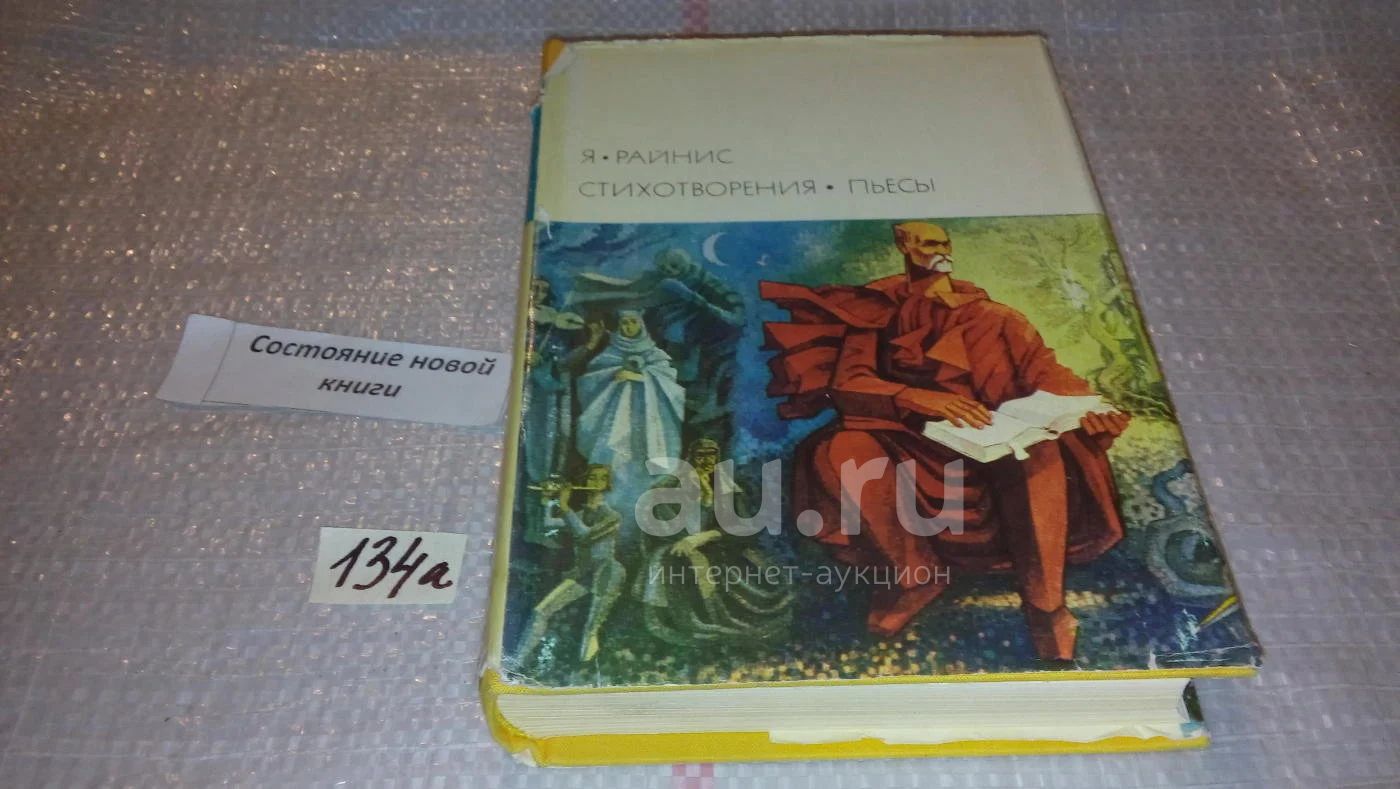 Я • РАЙНИС
СТИХОТВОРЕНИЯ • ПЬЕСЫ
Состояние новой
книги
134а
au.ru
интернет-аукцион